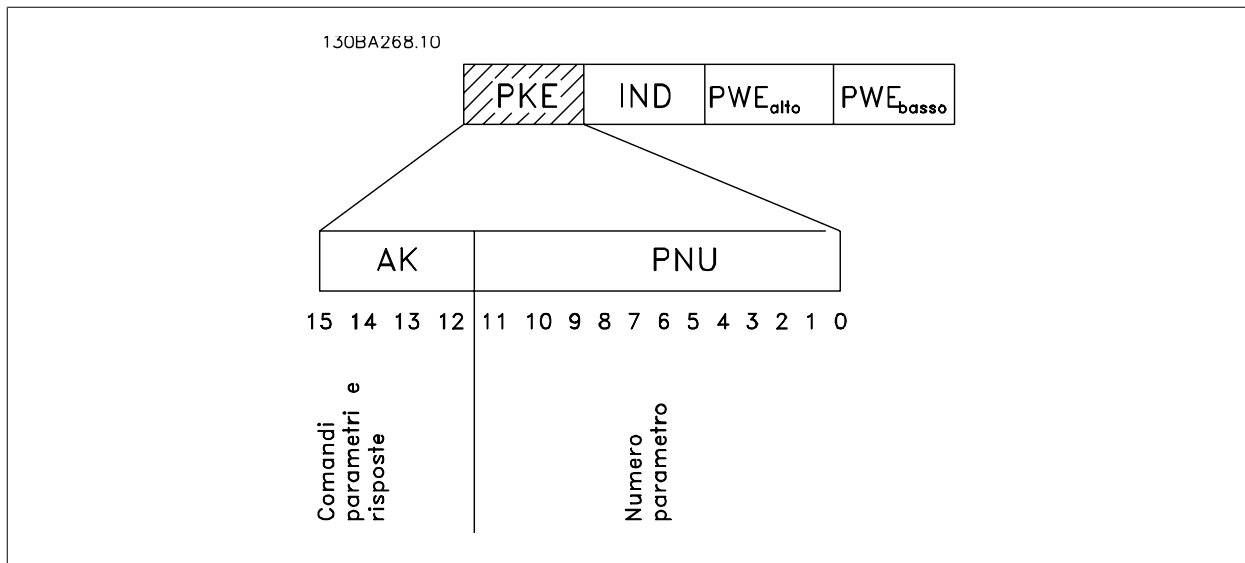 130BA268.10
PKE IND PWEalto PWEbasso
AK PNU
15 14 13 12 11 10 9 8 7 6 5 4 3 2 1 0
Comandi
parametri e
risposte
Numero
parametro